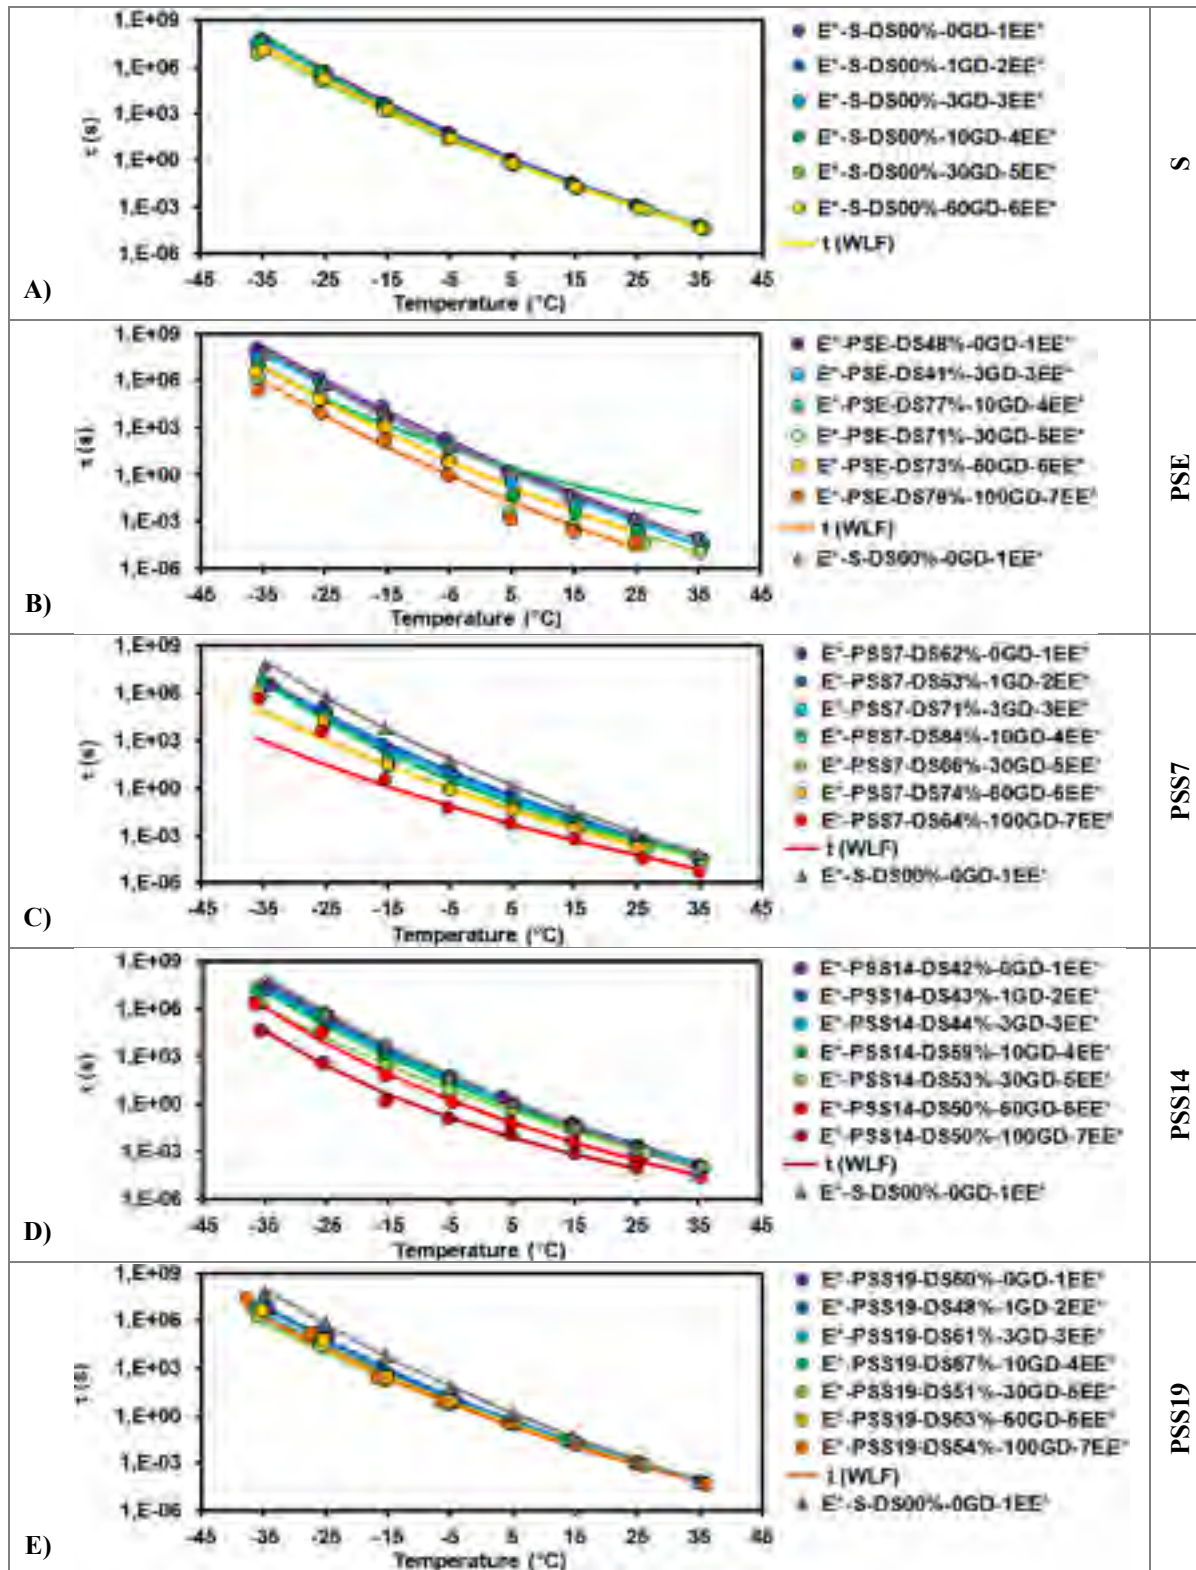 1,E+09
1,E+06
1,E+03
1,E+00
1,E-03
1,E-06
τ (s)
-45 -35 -25 -15 -5 5 15 25 35 45
Temperature (°C)
E*-S-DS00%-0GD-1EE*
E*-S-DS00%-1GD-2EE*
E*-S-DS00%-3GD-3EE*
E*-S-DS00%-10GD-4EE*
E*-S-DS00%-30GD-5EE*
E*-S-DS00%-60GD-6EE*
τ (WLF)
A)
S
1,E+09
1,E+06
1,E+03
1,E+00
1,E-03
1,E-06
τ (s)
-45 -35 -25 -15 -5 5 15 25 35 45
Temperature (°C)
E*-PSE-DS48%-0GD-1EE*
E*-PSE-DS41%-3GD-3EE*
E*-PSE-DS77%-10GD-4EE*
E*-PSE-DS71%-30GD-5EE*
E*-PSE-DS73%-60GD-6EE*
E*-PSE-DS78%-100GD-7EE*
τ (WLF)
E*-S-DS00%-0GD-1EE*
B)
PSE
1,E+09
1,E+06
1,E+03
1,E+00
1,E-03
1,E-06
τ (s)
-45 -35 -25 -15 -5 5 15 25 35 45
Temperature (°C)
E*-PSS7-DS62%-0GD-1EE*
E*-PSS7-DS53%-1GD-2EE*
E*-PSS7-DS71%-3GD-3EE*
E*-PSS7-DS84%-10GD-4EE*
E*-PSS7-DS66%-30GD-5EE*
E*-PSS7-DS74%-60GD-6EE*
E*-PSS7-DS64%-100GD-7EE*
τ (WLF)
E*-S-DS00%-0GD-1EE*
C)
PSS7
1,E+09
1,E+06
1,E+03
1,E+00
1,E-03
1,E-06
τ (s)
-45 -35 -25 -15 -5 5 15 25 35 45
Temperature (°C)
E*-PSS14-DS42%-0GD-1EE*
E*-PSS14-DS43%-1GD-2EE*
E*-PSS14-DS44%-3GD-3EE*
E*-PSS14-DS59%-10GD-4EE*
E*-PSS14-DS53%-30GD-5EE*
E*-PSS14-DS50%-60GD-6EE*
E*-PSS14-DS50%-100GD-7EE*
τ (WLF)
E*-S-DS00%-0GD-1EE*
D)
PSS14
1,E+09
1,E+06
1,E+03
1,E+00
1,E-03
1,E-06
τ (s)
-45 -35 -25 -15 -5 5 15 25 35 45
Temperature (°C)
E*-PSS19-DS60%-0GD-1EE*
E*-PSS19-DS48%-1GD-2EE*
E*-PSS19-DS61%-3GD-3EE*
E*-PSS19-DS67%-10GD-4EE*
E*-PSS19-DS51%-30GD-5EE*
E*-PSS19-DS63%-60GD-6EE*
E*-PSS19-DS54%-100GD-7EE*
τ (WLF)
E*-S-DS00%-0GD-1EE*
E)
PSS19